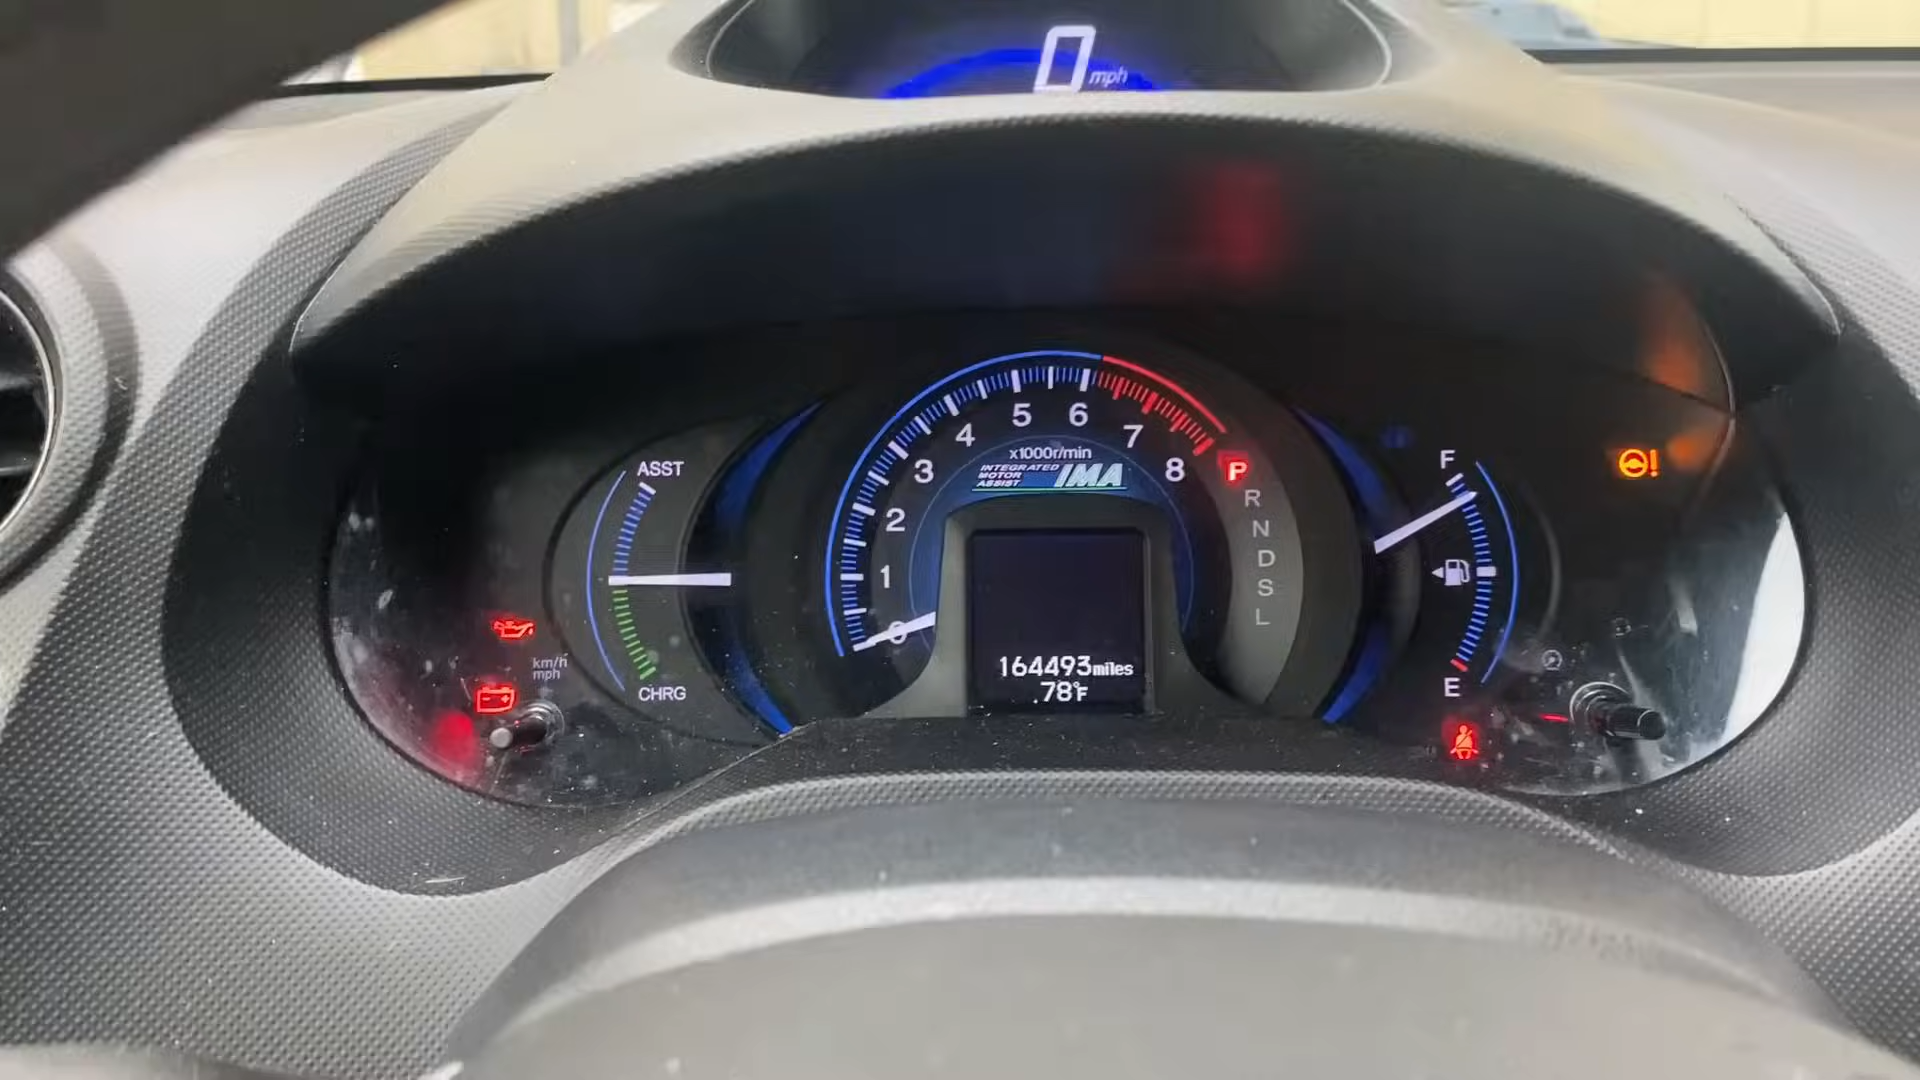 0 mph
5 6
4 7
x1000r/min
3 8
INTEGRATED
MOTOR
ASSIST
IMA
2
1
0
ASST
CHRG
km/h
mph
P
R
N
D
S
L
F
E
!
164493miles
78°F